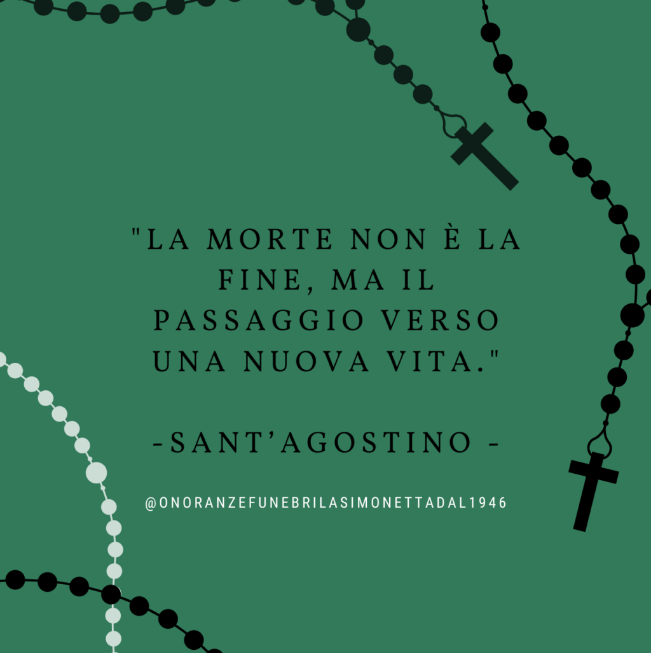 "LA MORTE NON È LA
FINE, MA IL
PASSAGGIO VERSO
UNA NUOVA VITA."
-SANT’AGOSTINO -
@ONORANZEFUNEBRILASIMONETTADAL1946